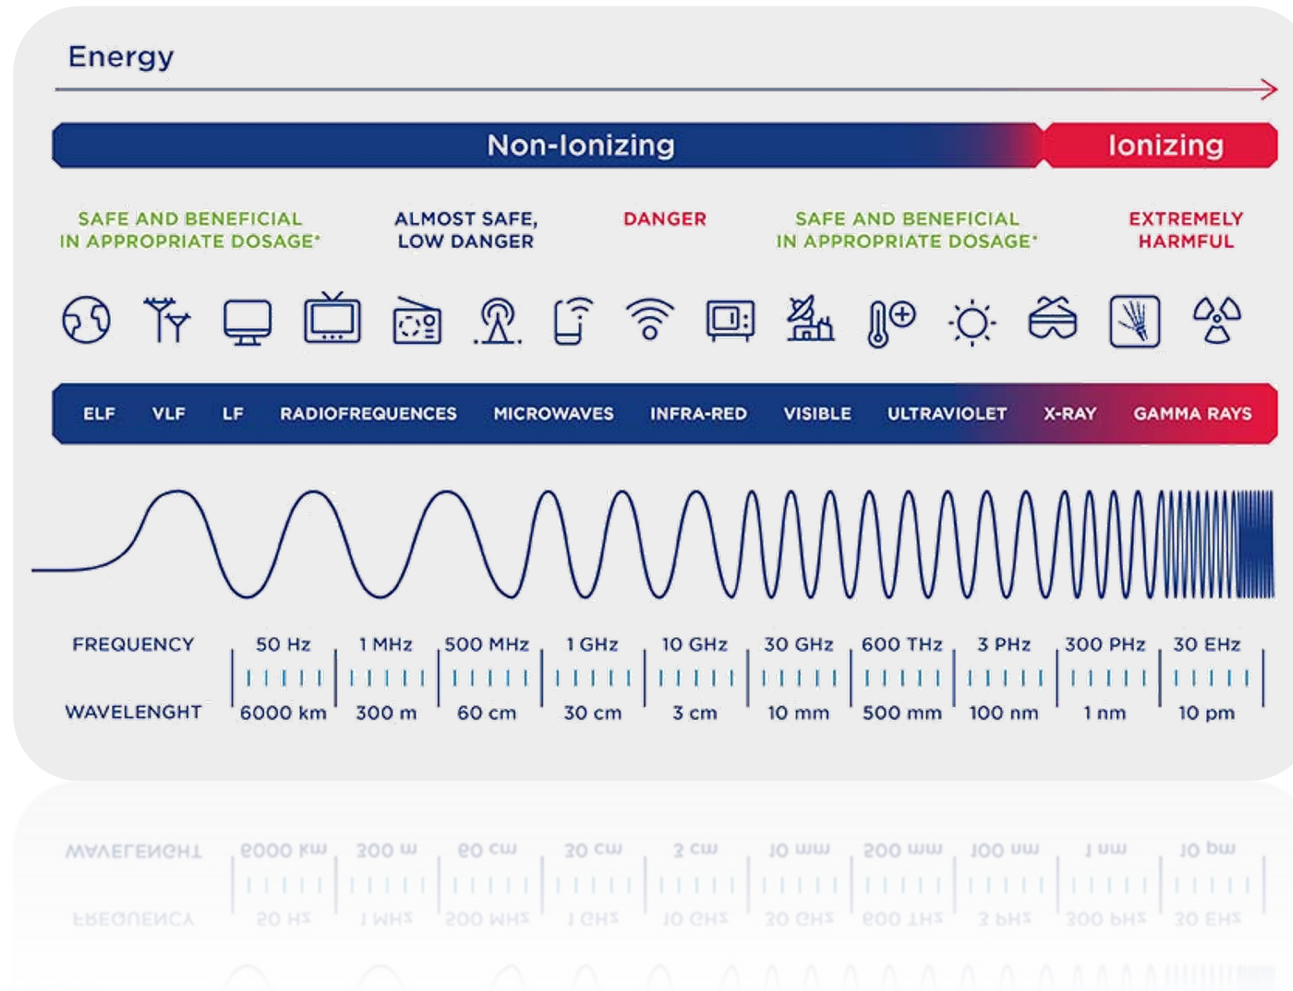 Energy
Non-Ionizing
Ionizing
SAFE AND BENEFICIAL
IN APPROPRIATE DOSAGE*
ALMOST SAFE,
LOW DANGER
DANGER
SAFE AND BENEFICIAL
IN APPROPRIATE DOSAGE*
EXTREMELY
HARMFUL
ELF VLF LF RADIOFREQUENCES MICROWAVES INFRA-RED VISIBLE ULTRAVIOLET X-RAY GAMMA RAYS
FREQUENCY 50 Hz 1 MHz 500 MHz 1 GHz 10 GHz 30 GHz 600 THz 3 PHz 300 PHz 30 EHz
WAVELENGHT 6000 km 300 m 60 cm 30 cm 3 cm 10 mm 500 mm 100 nm 1 nm 10 pm